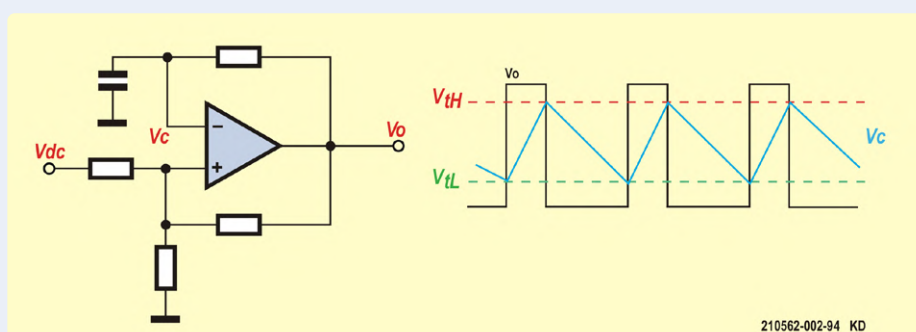 Vdc
Vc
−
+
Vo
Vo
VtH
VtL
Vc
210562-002-94 KD